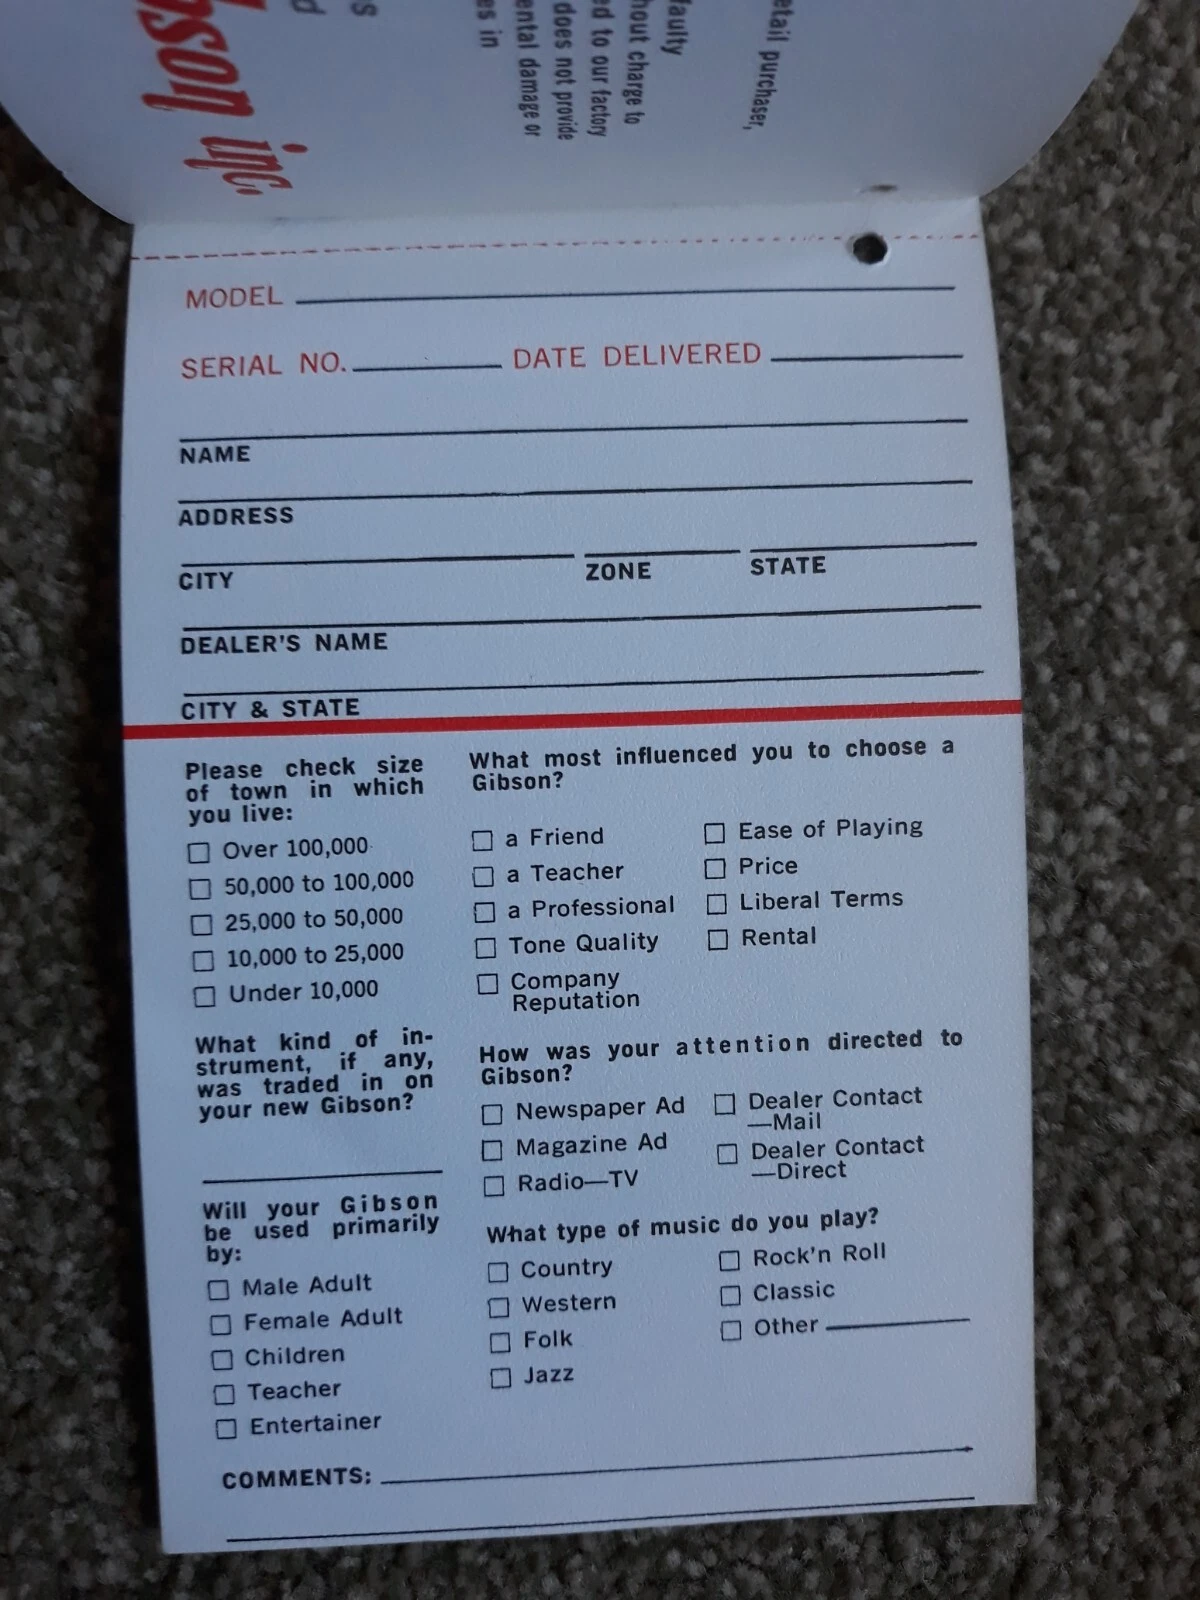 inc.
es in
ental damage or
does not provide
ed to our factory
hout charge to
faulty
etail purchaser,
MODEL
SERIAL NO. DATE DELIVERED
NAME
ADDRESS
CITY ZONE STATE
DEALER'S NAME
CITY & STATE
Please check size
of town in which
you live:
Over 100,000
50,000 to 100,000
25,000 to 50,000
10,000 to 25,000
Under 10,000
What kind of in-
strument, if any,
was traded in on
your new Gibson?
Will your Gibson
be used primarily
by:
Male Adult
Female Adult
Children
Teacher
Entertainer
What most influenced you to choose a
Gibson?
a Friend
a Teacher
a Professional
Tone Quality
Company
Reputation
Ease of Playing
Price
Liberal Terms
Rental
How was your attention directed to
Gibson?
Newspaper Ad
Magazine Ad
Radio—TV
Dealer Contact
—Mail
Dealer Contact
—Direct
What type of music do you play?
Country
Western
Folk
Jazz
Rock'n Roll
Classic
Other
COMMENTS: